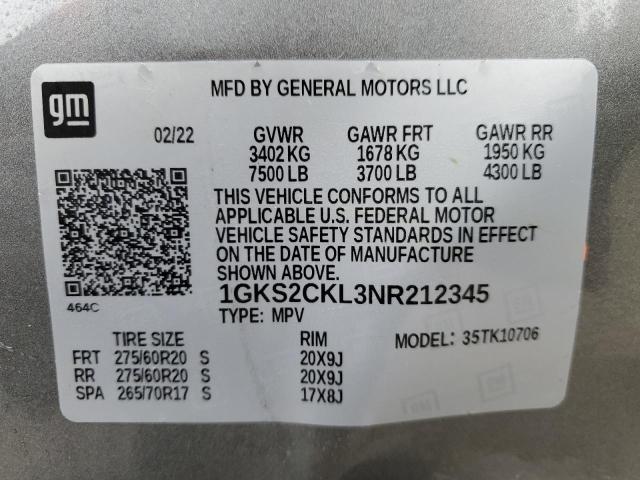 gm
MFD BY GENERAL MOTORS LLC
02/22 GVWR GAWR FRT GAWR RR
3402 KG 1678 KG 1950 KG
7500 LB 3700 LB 4300 LB
THIS VEHICLE CONFORMS TO ALL
APPLICABLE U.S. FEDERAL MOTOR
VEHICLE SAFETY STANDARDS IN EFFECT
ON THE DATE OF MANUFACTURE
SHOWN ABOVE.
464C
1GKS2CKL3NR212345
TYPE: MPV
MODEL: 35TK10706
TIRE SIZE RIM
FRT 275/60R20 S 20X9J
RR 275/60R20 S 20X9J
SPA 265/70R17 S 17X8J
gm
gm